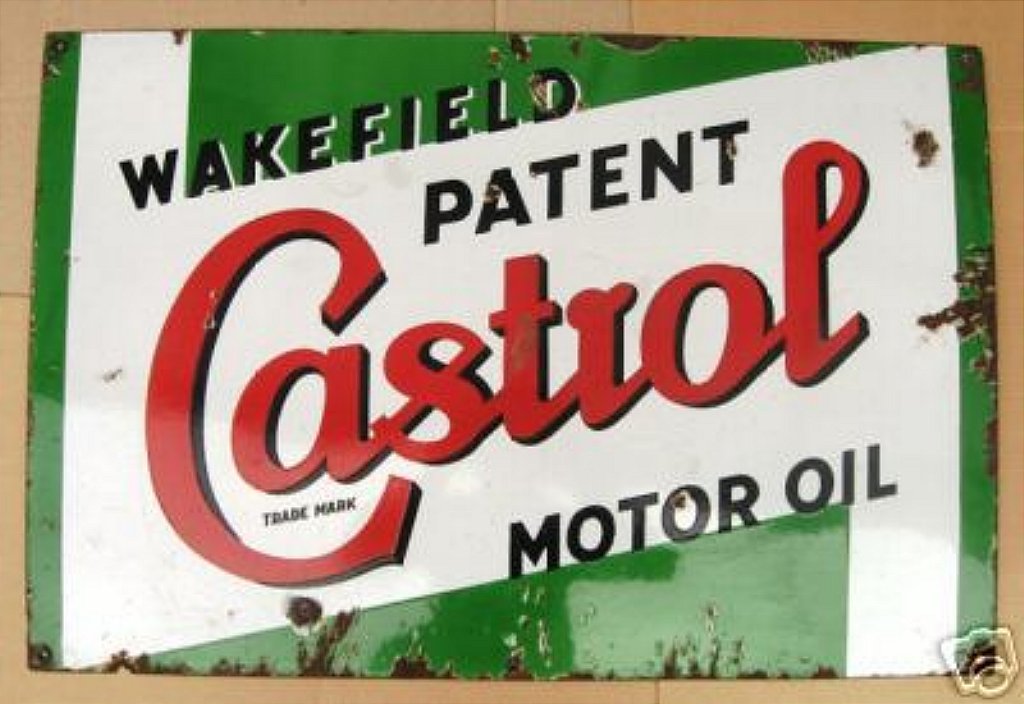 WAKEFIELD
PATENT
Castrol
TRADE MARK
MOTOR OIL